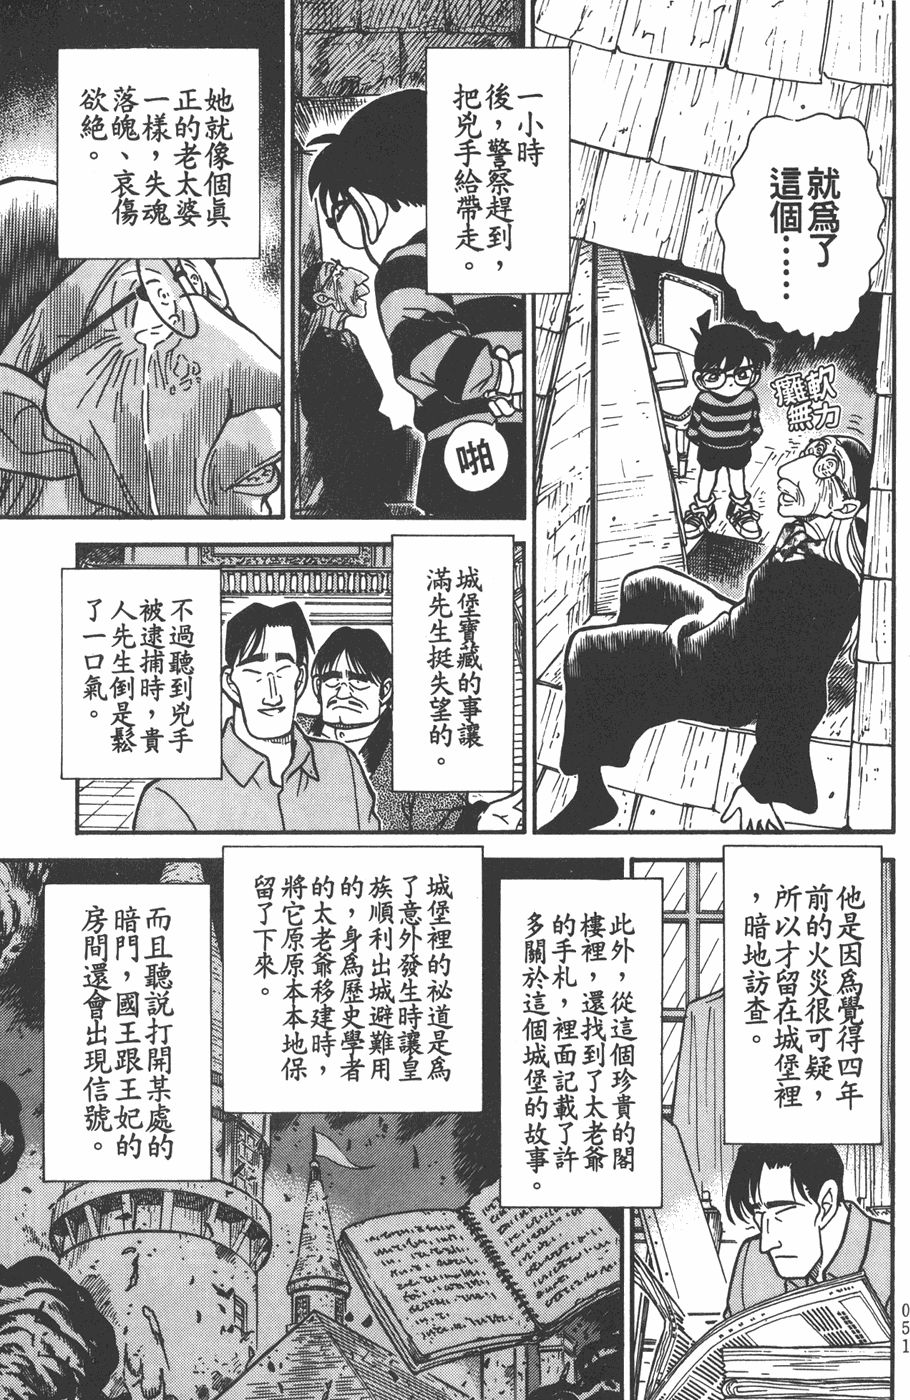 就為了
這個……
癱軟
無力
一小時
後，警察趕到，
把兇手給帶走。
啪
她就像個眞
正的老太婆
一樣，失魂
落魄、哀傷
欲絕。
城堡寶藏的事讓
滿先生挺失望的。
不過聽到兇手
被逮捕時，貴
人先生倒是鬆
了一口氣。
他是因為覺得四年
前的火災很可疑，
所以才留在城堡裡
，暗地訪查。
此外，從這個珍貴的閣
樓裡，還找到了太老爺
的手札，裡面記載了許
多關於這個城堡的故事。
城堡裡的祕道是為
了意外發生時讓皇
族順利出城避難用
的，身為歷史學者
的太老爺移建時，
將它原原本本地保
留了下來。
而且聽說打開某處的
暗門，國王跟王妃的
房間還會出現信號。
051